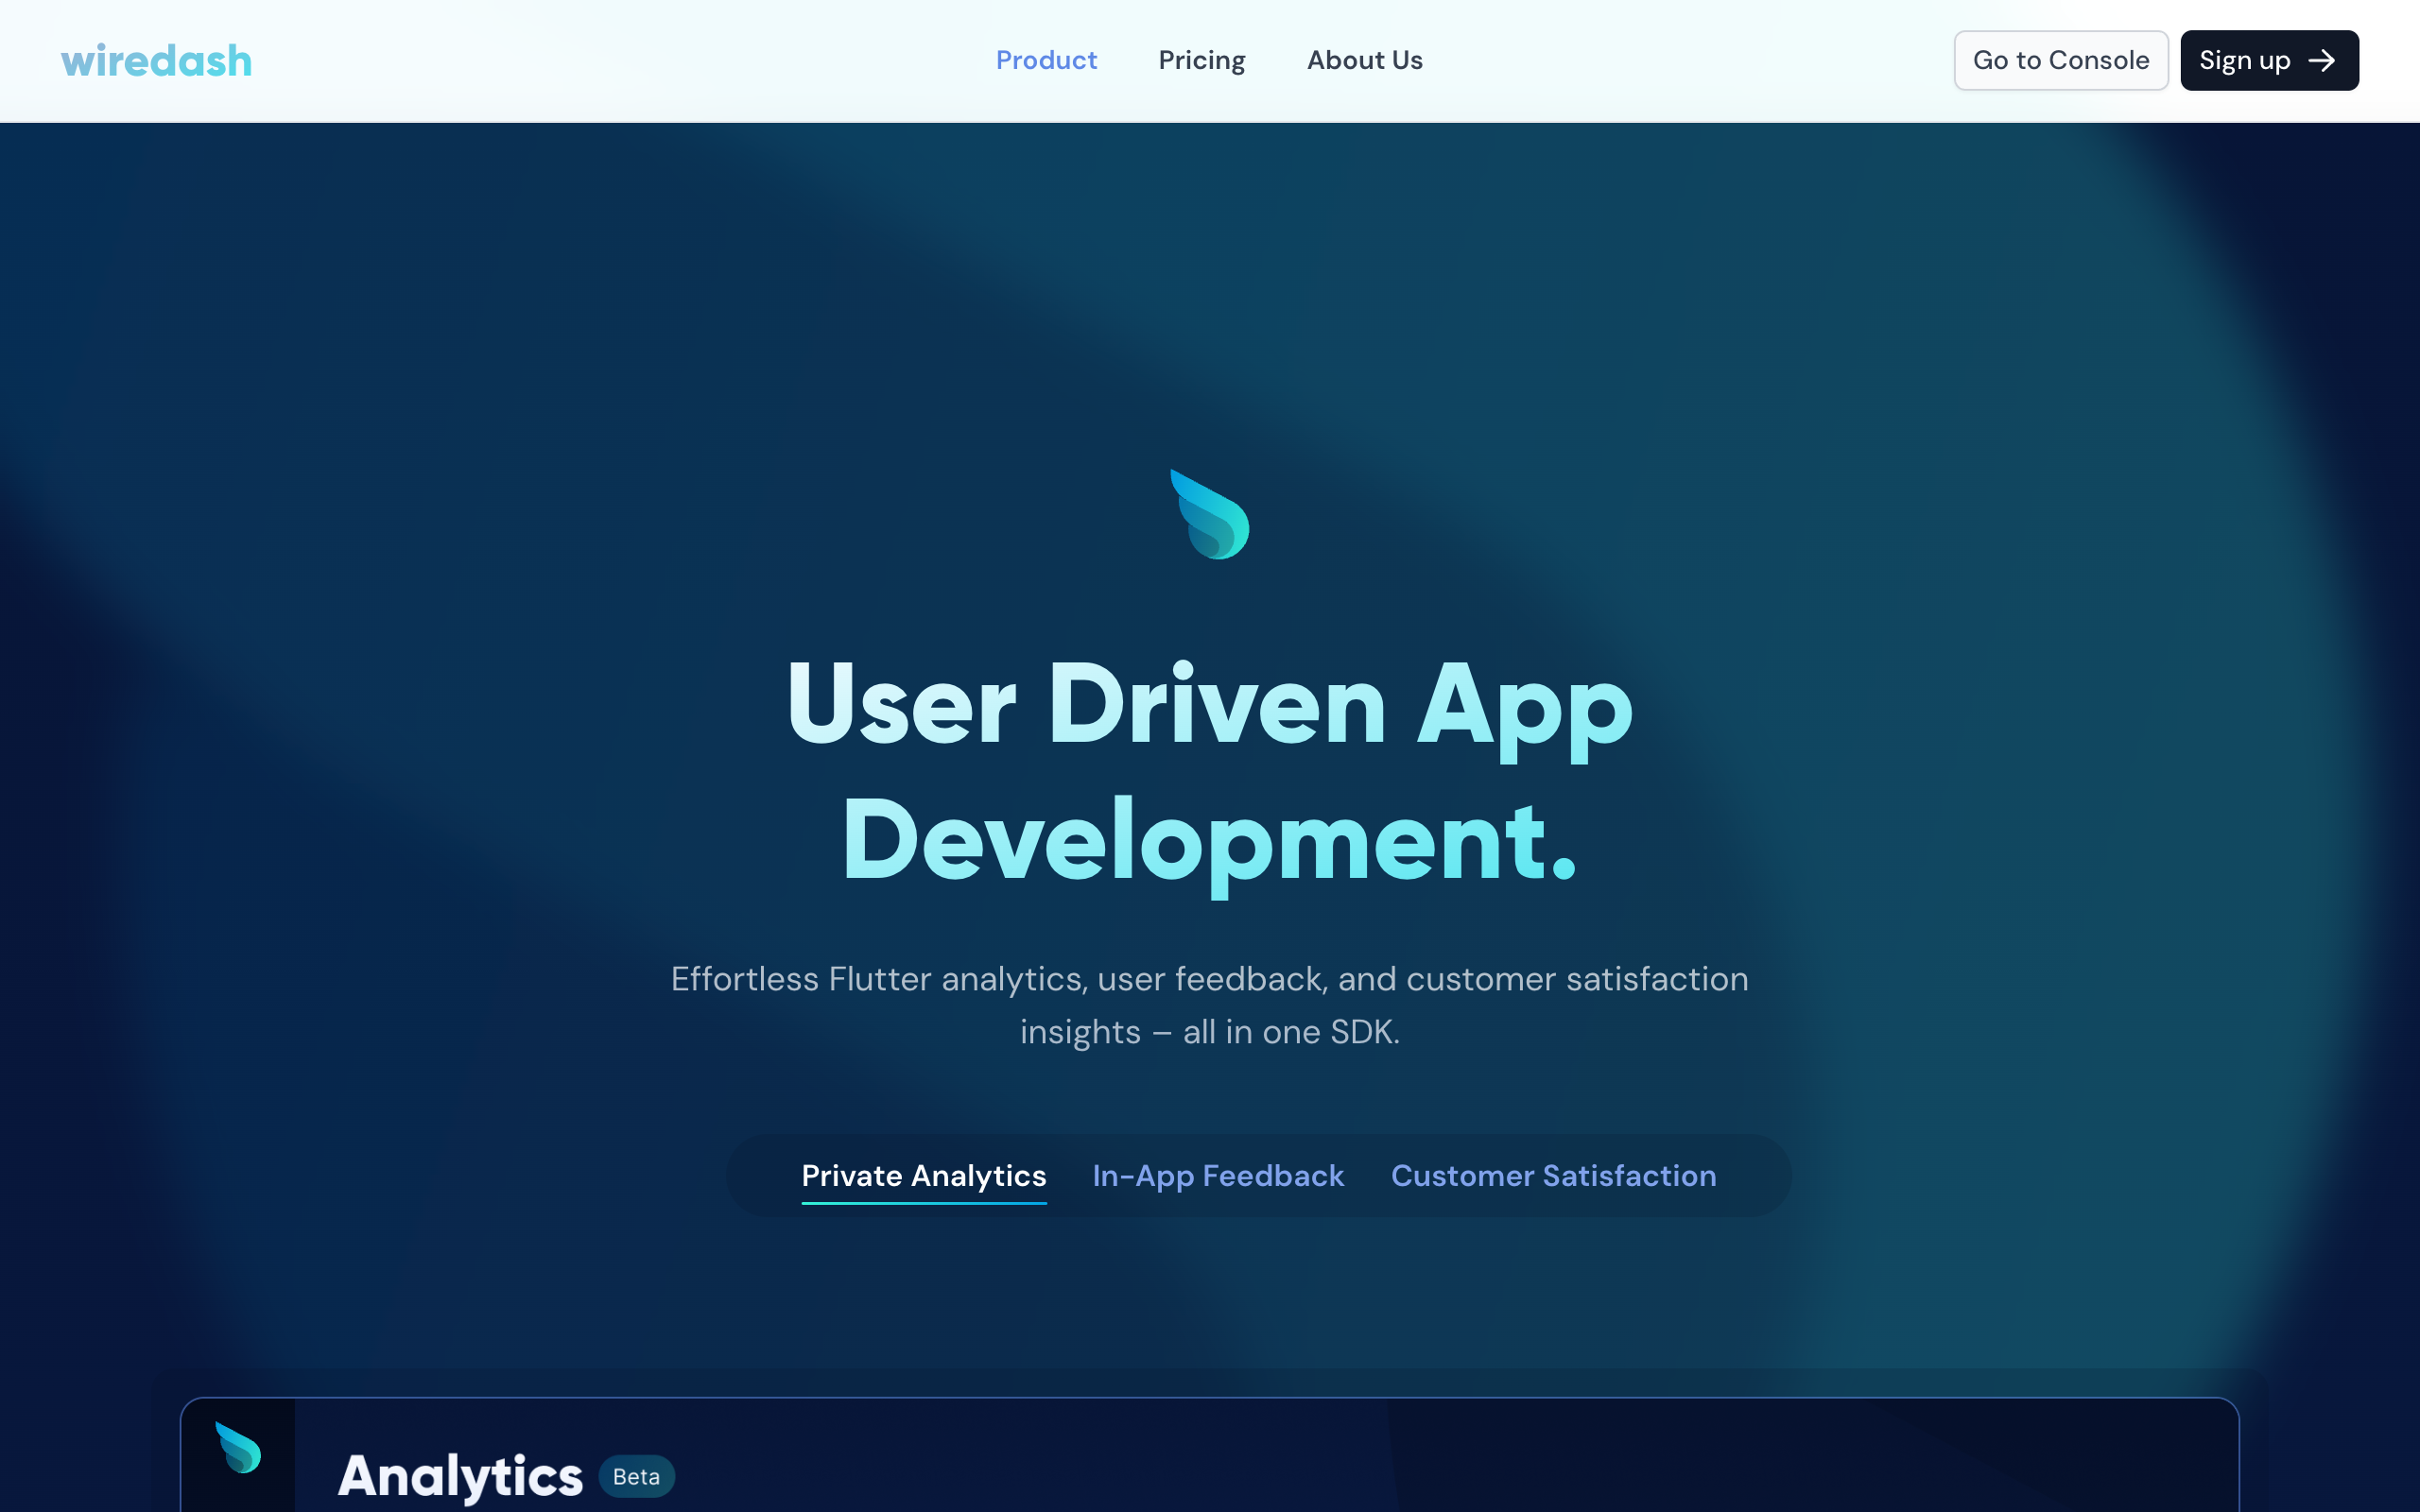 wiredash
Product
Pricing
About Us
Go to Console
Sign up
User Driven App
Development.
Effortless Flutter analytics, user feedback, and customer satisfaction
insights – all in one SDK.
Private Analytics
In-App Feedback
Customer Satisfaction
Analytics
Beta